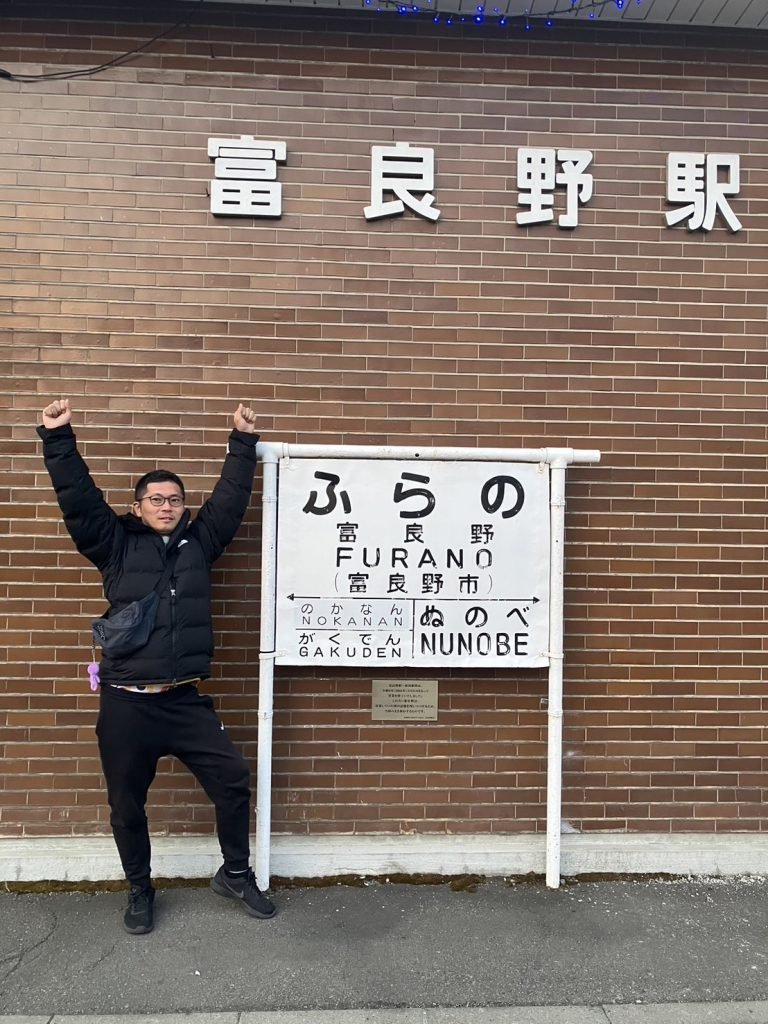 富良野駅
ふらの
富良野
FURANO
(富良野市)
のかなん
NOKANAN
がくでん
GAKUDEN
ぬのべ
NUNOBE